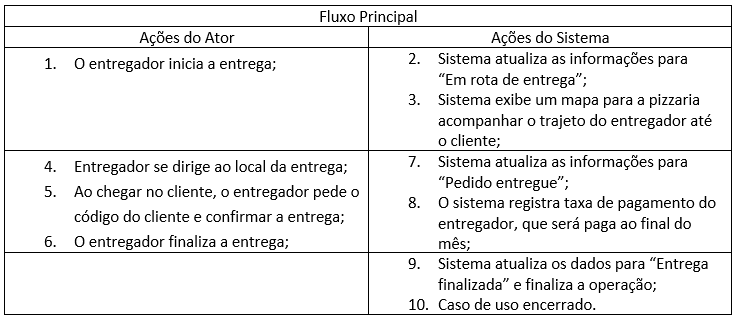 Fluxo Principal
Ações do Ator
Ações do Sistema
1. O entregador inicia a entrega;
2. Sistema atualiza as informações para
“Em rota de entrega”;
3. Sistema exibe um mapa para a pizzaria
acompanhar o trajeto do entregador até
o cliente;
4. Entregador se dirige ao local da entrega;
5. Ao chegar no cliente, o entregador pede o
código do cliente e confirmar a entrega;
6. O entregador finaliza a entrega;
7. Sistema atualiza as informações para
“Pedido entregue”;
8. O sistema registra taxa de pagamento do
entregador, que será paga ao final do
mês;
9. Sistema atualiza os dados para “Entrega
finalizada” e finaliza a operação;
10. Caso de uso encerrado.